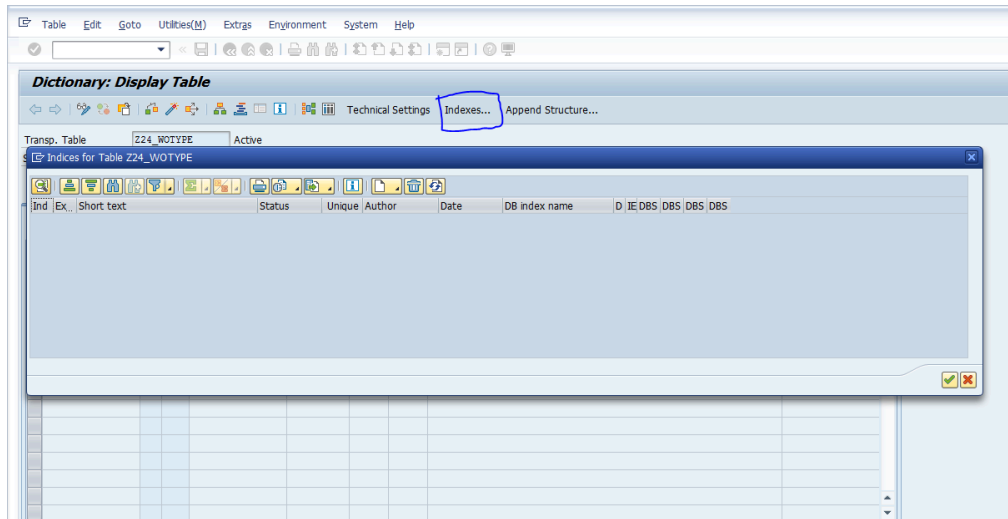 Table Edit Goto Utilities(M) Extras Environment System Help
Dictionary: Display Table
Technical Settings Indexes... Append Structure...
Transp. Table Z24_WOTYPE Active
Indices for Table Z24_WOTYPE
Ind Ex_ Short text Status Unique Author Date DB index name D IE DBS DBS DBS DBS